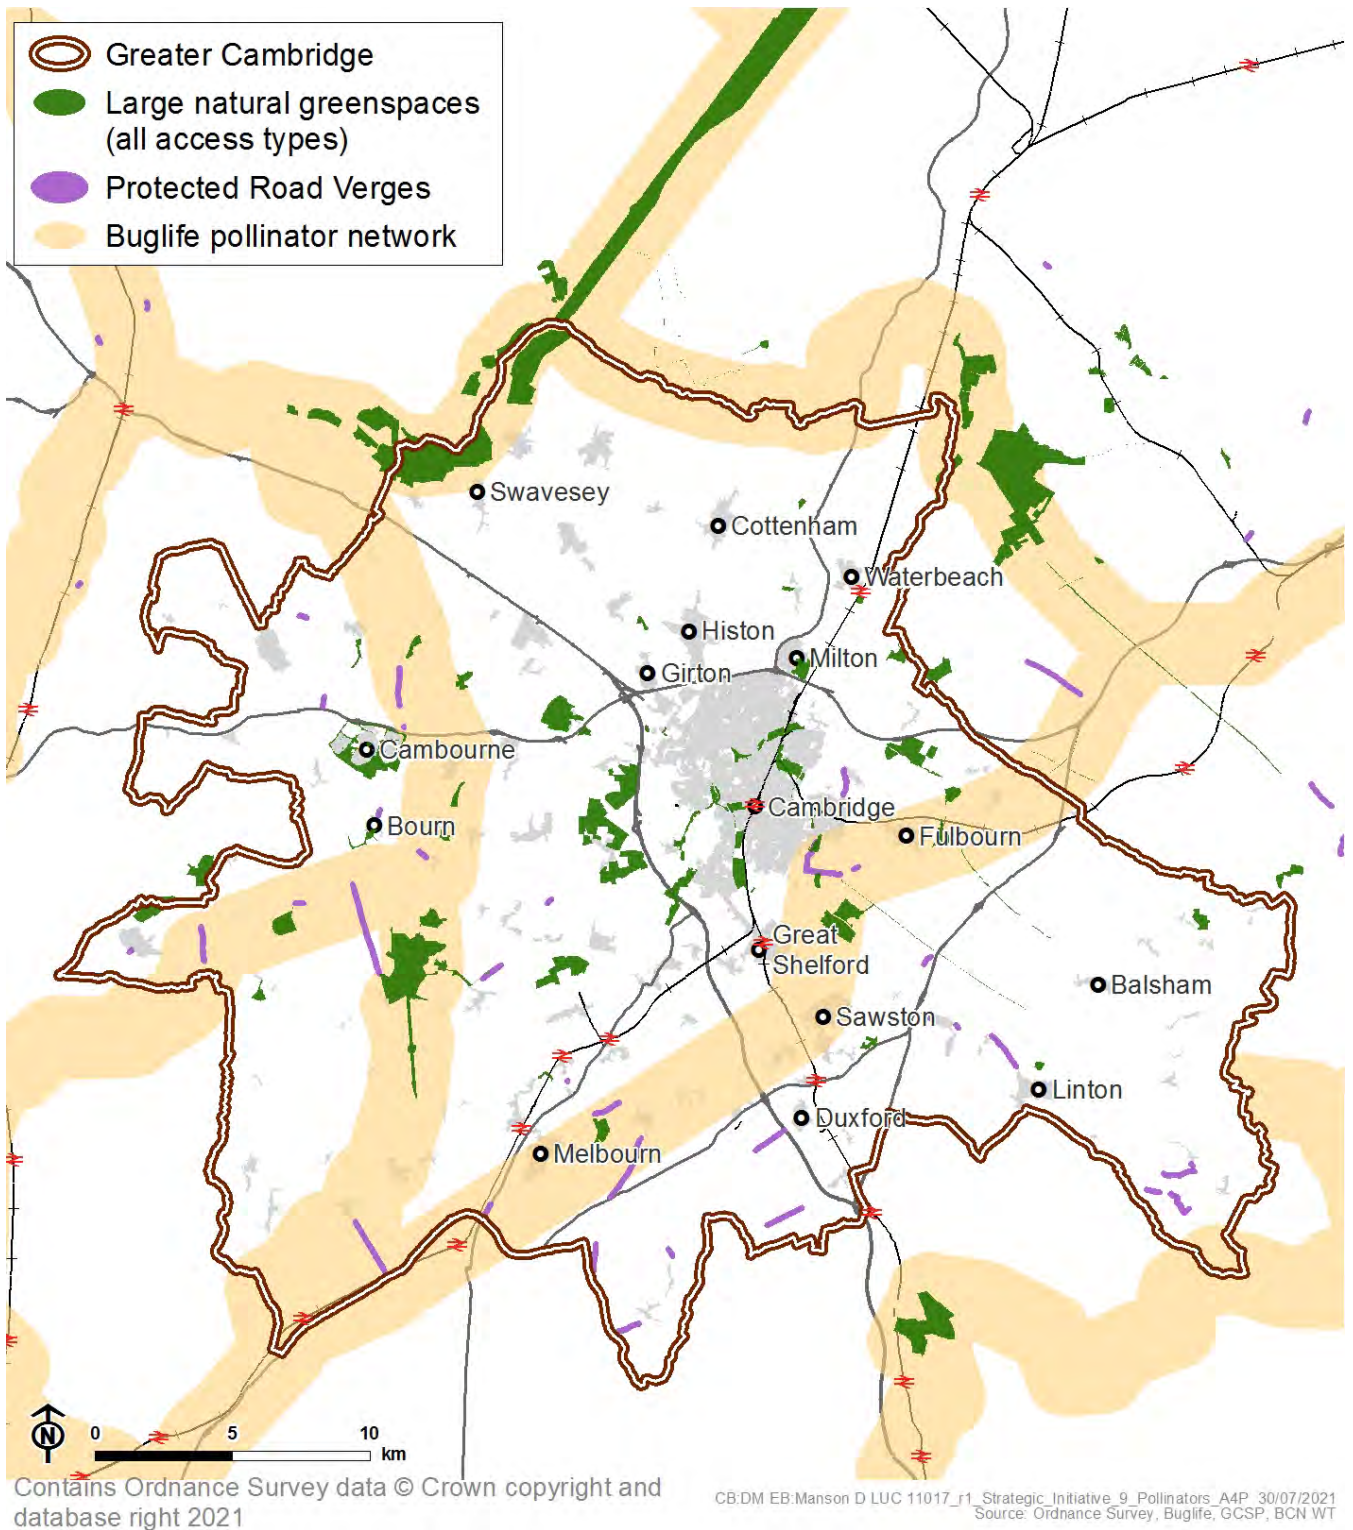 Greater Cambridge
Large natural greenspaces
(all access types)
Protected Road Verges
Buglife pollinator network
Swavesey
Cottenham
Waterbeach
Histon
Milton
Girton
Cambourne
Cambridge
Bourn
Fulbourn
Great
Shelford
Balsham
Sawston
Linton
Duxford
Melbourn
N
0 5 10
km
Contains Ordnance Survey data © Crown copyright and
database right 2021
CB:DM EB:Manson D LUC 11017_r1_Strategic_Initiative_9_Pollinators_A4P 30/07/2021
Source: Ordnance Survey, Buglife, GCSP, BCN WT